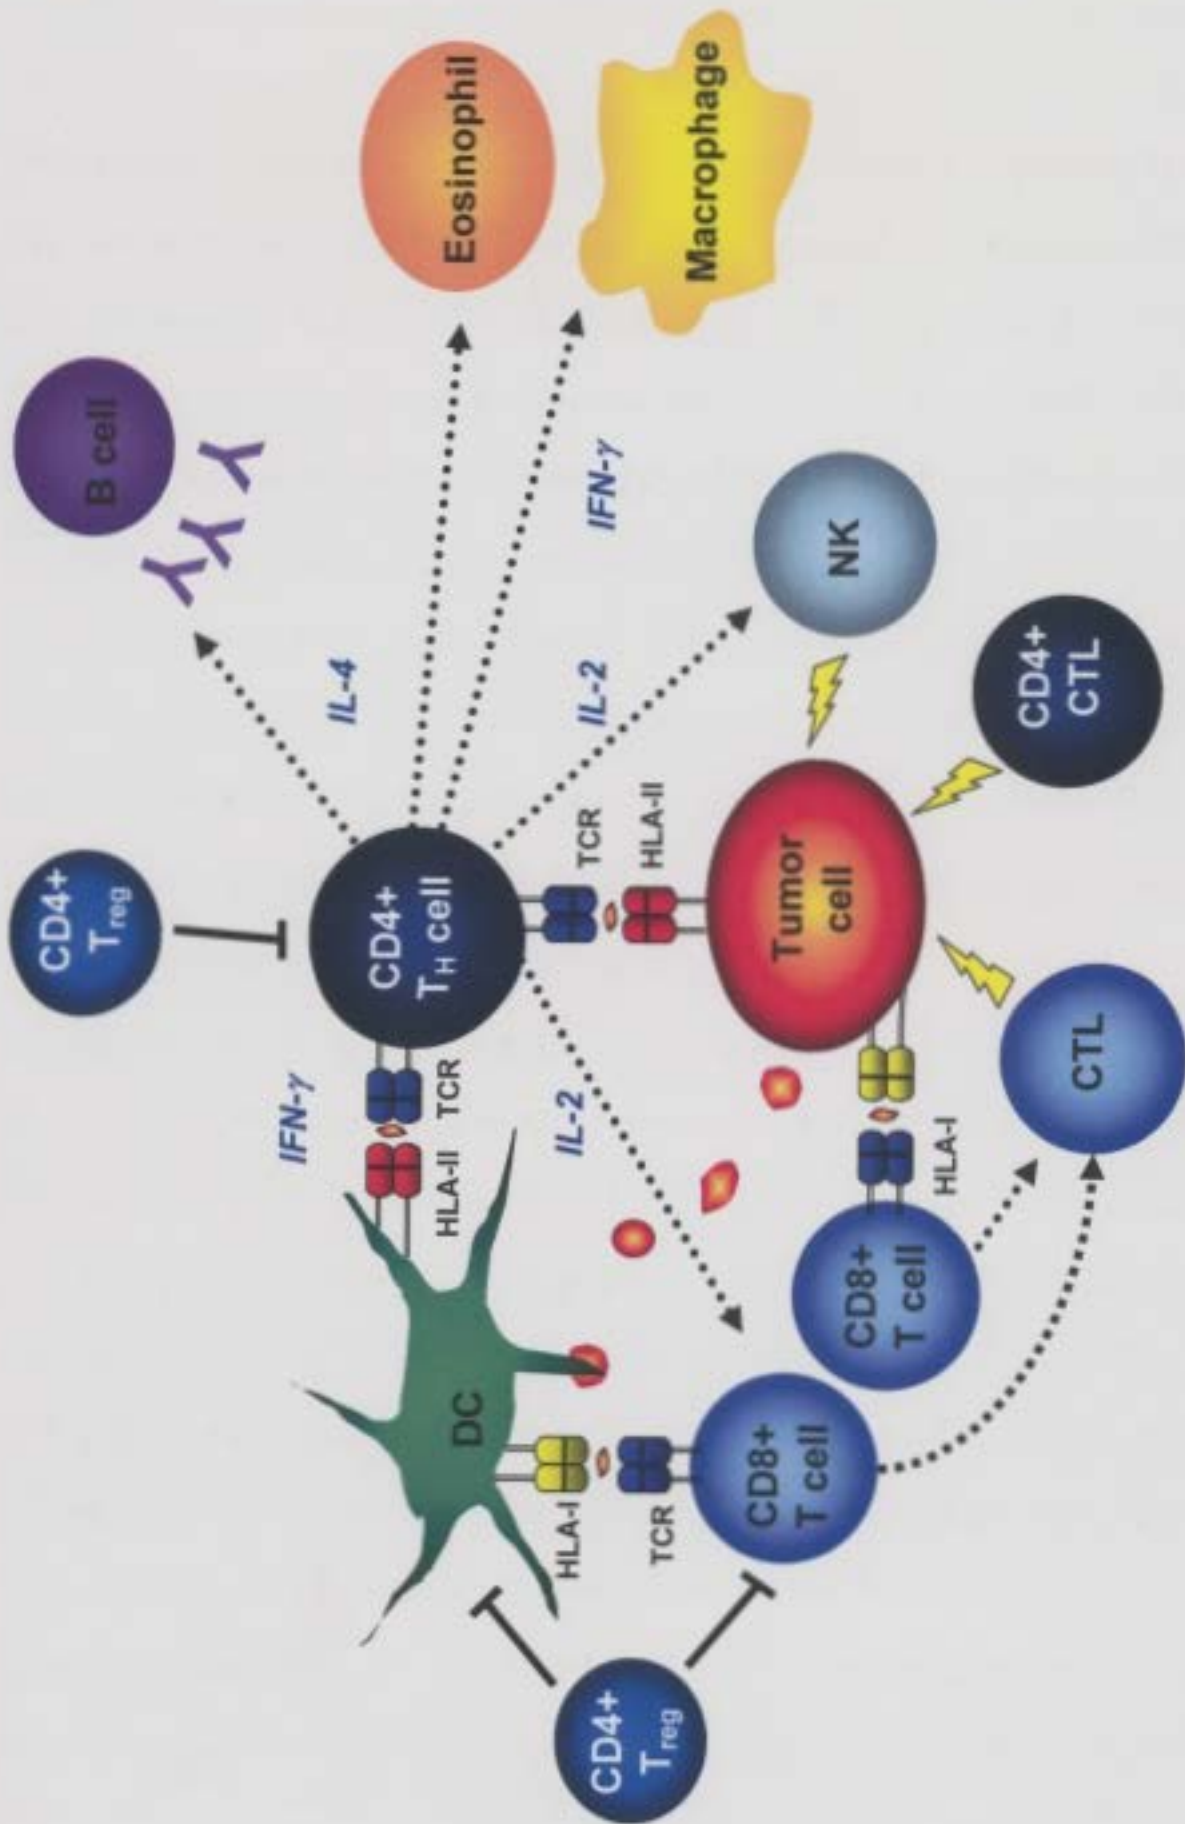 CD4+
Treg
B cell
IFN-γ
IL-4
CD4+
TH cell
HLA-II
TCR
DC
Eosinophil
HLA-I
IL-2
TCR
IL-2
IFN-γ
CD4+
Treg
TCR
HLA-II
Macrophage
CD8+
T cell
Tumor
cell
NK
CD8+
T cell
HLA-I
CD4+
CTL
CTL